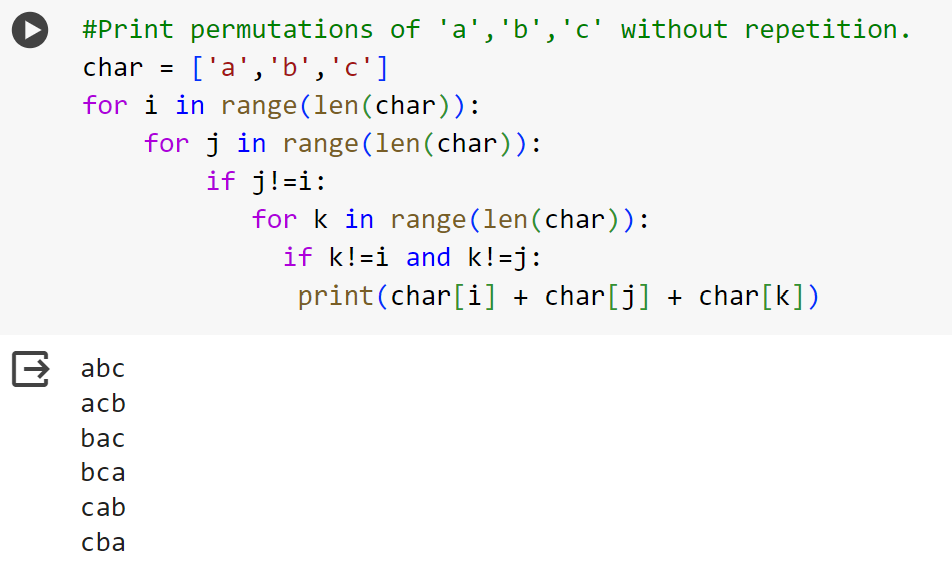 #Print permutations of 'a','b','c' without repetition.
char = ['a','b','c']
for i in range(len(char)):
    for j in range(len(char)):
        if j!=i:
           for k in range(len(char)):
             if k!=i and k!=j:
              print(char[i] + char[j] + char[k])
abc
acb
bac
bca
cab
cba